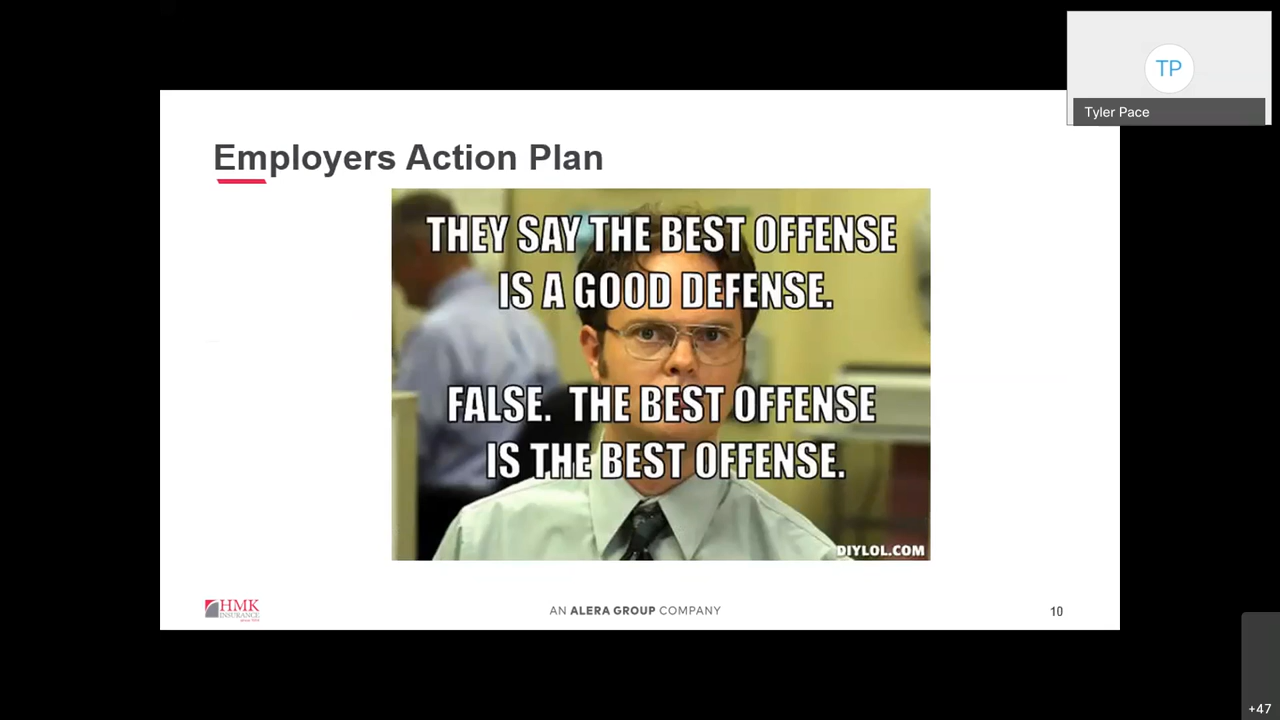 TP
Tyler Pace
Employers Action Plan
THEY SAY THE BEST OFFENSE
IS A GOOD DEFENSE.
FALSE. THE BEST OFFENSE
IS THE BEST OFFENSE.
DIYLOL.COM
HMK
INSURANCE
AN ALERA GROUP COMPANY
10
+47